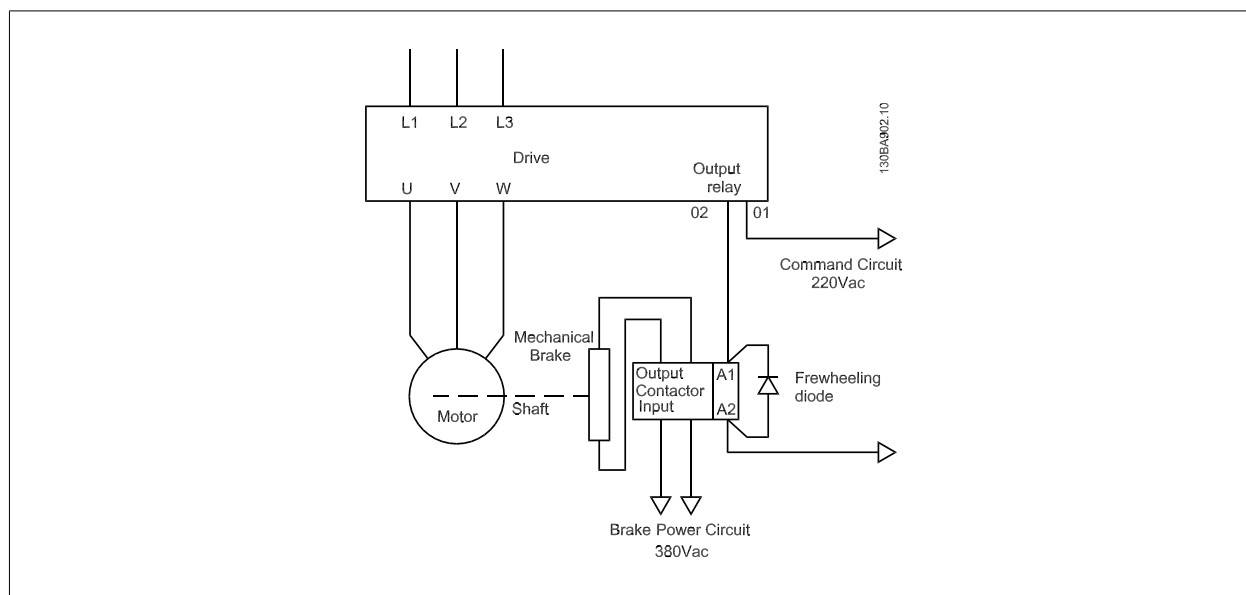 L1 L2 L3
Drive
Output
relay
U V W
02 01
130BA902.10
Command Circuit
220Vac
Mechanical
Brake
Output
Contactor
Input
A1
A2
Frewheeling
diode
Shaft
Motor
Brake Power Circuit
380Vac